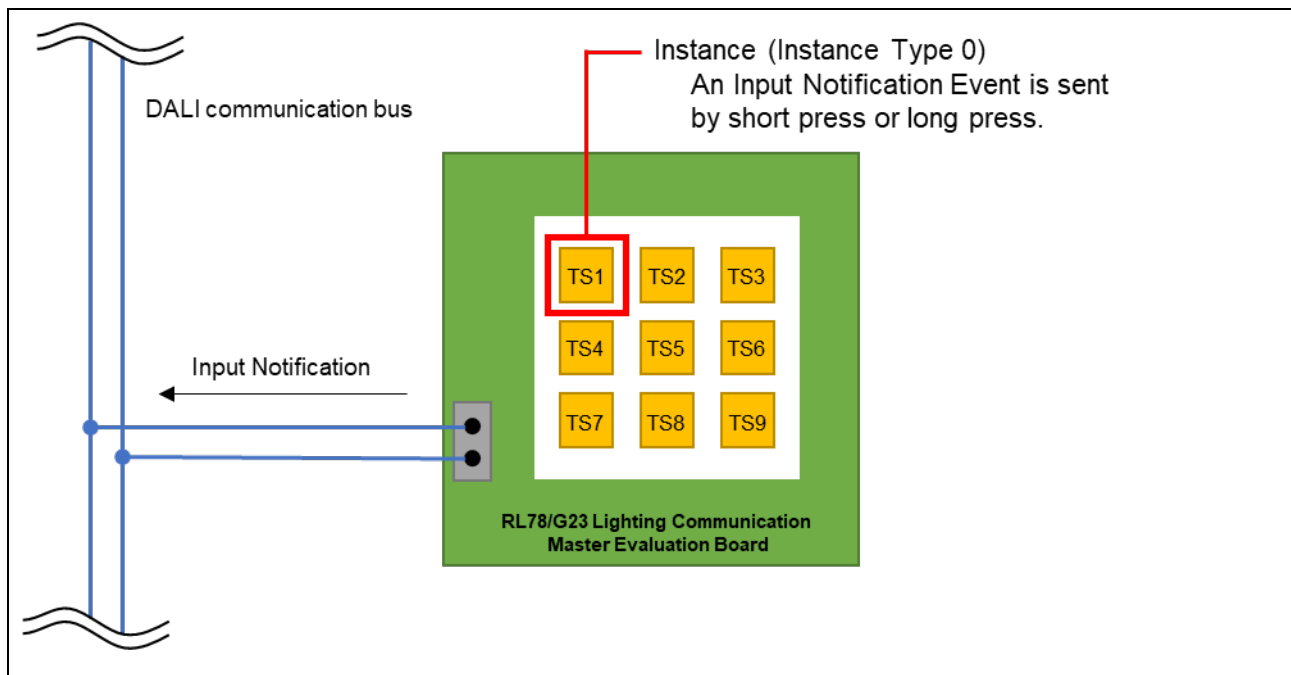 Instance (Instance Type 0)
An Input Notification Event is sent
by short press or long press.
DALI communication bus
TS1 TS2 TS3
TS4 TS5 TS6
Input Notification
TS7 TS8 TS9
RL78/G23 Lighting Communication
Master Evaluation Board